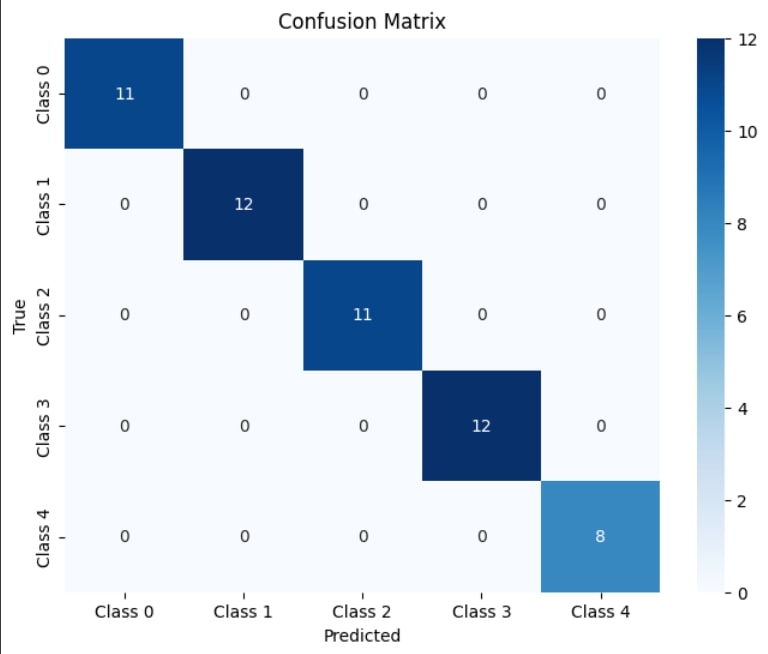 Confusion Matrix
Class 0 11 0 0 0 0
Class 1 0 12 0 0 0
Class 2 0 0 11 0 0
Class 3 0 0 0 12 0
Class 4 0 0 0 0 8
True
Class 0 Class 1 Class 2 Class 3 Class 4
Predicted
12
10
8
6
4
2
0